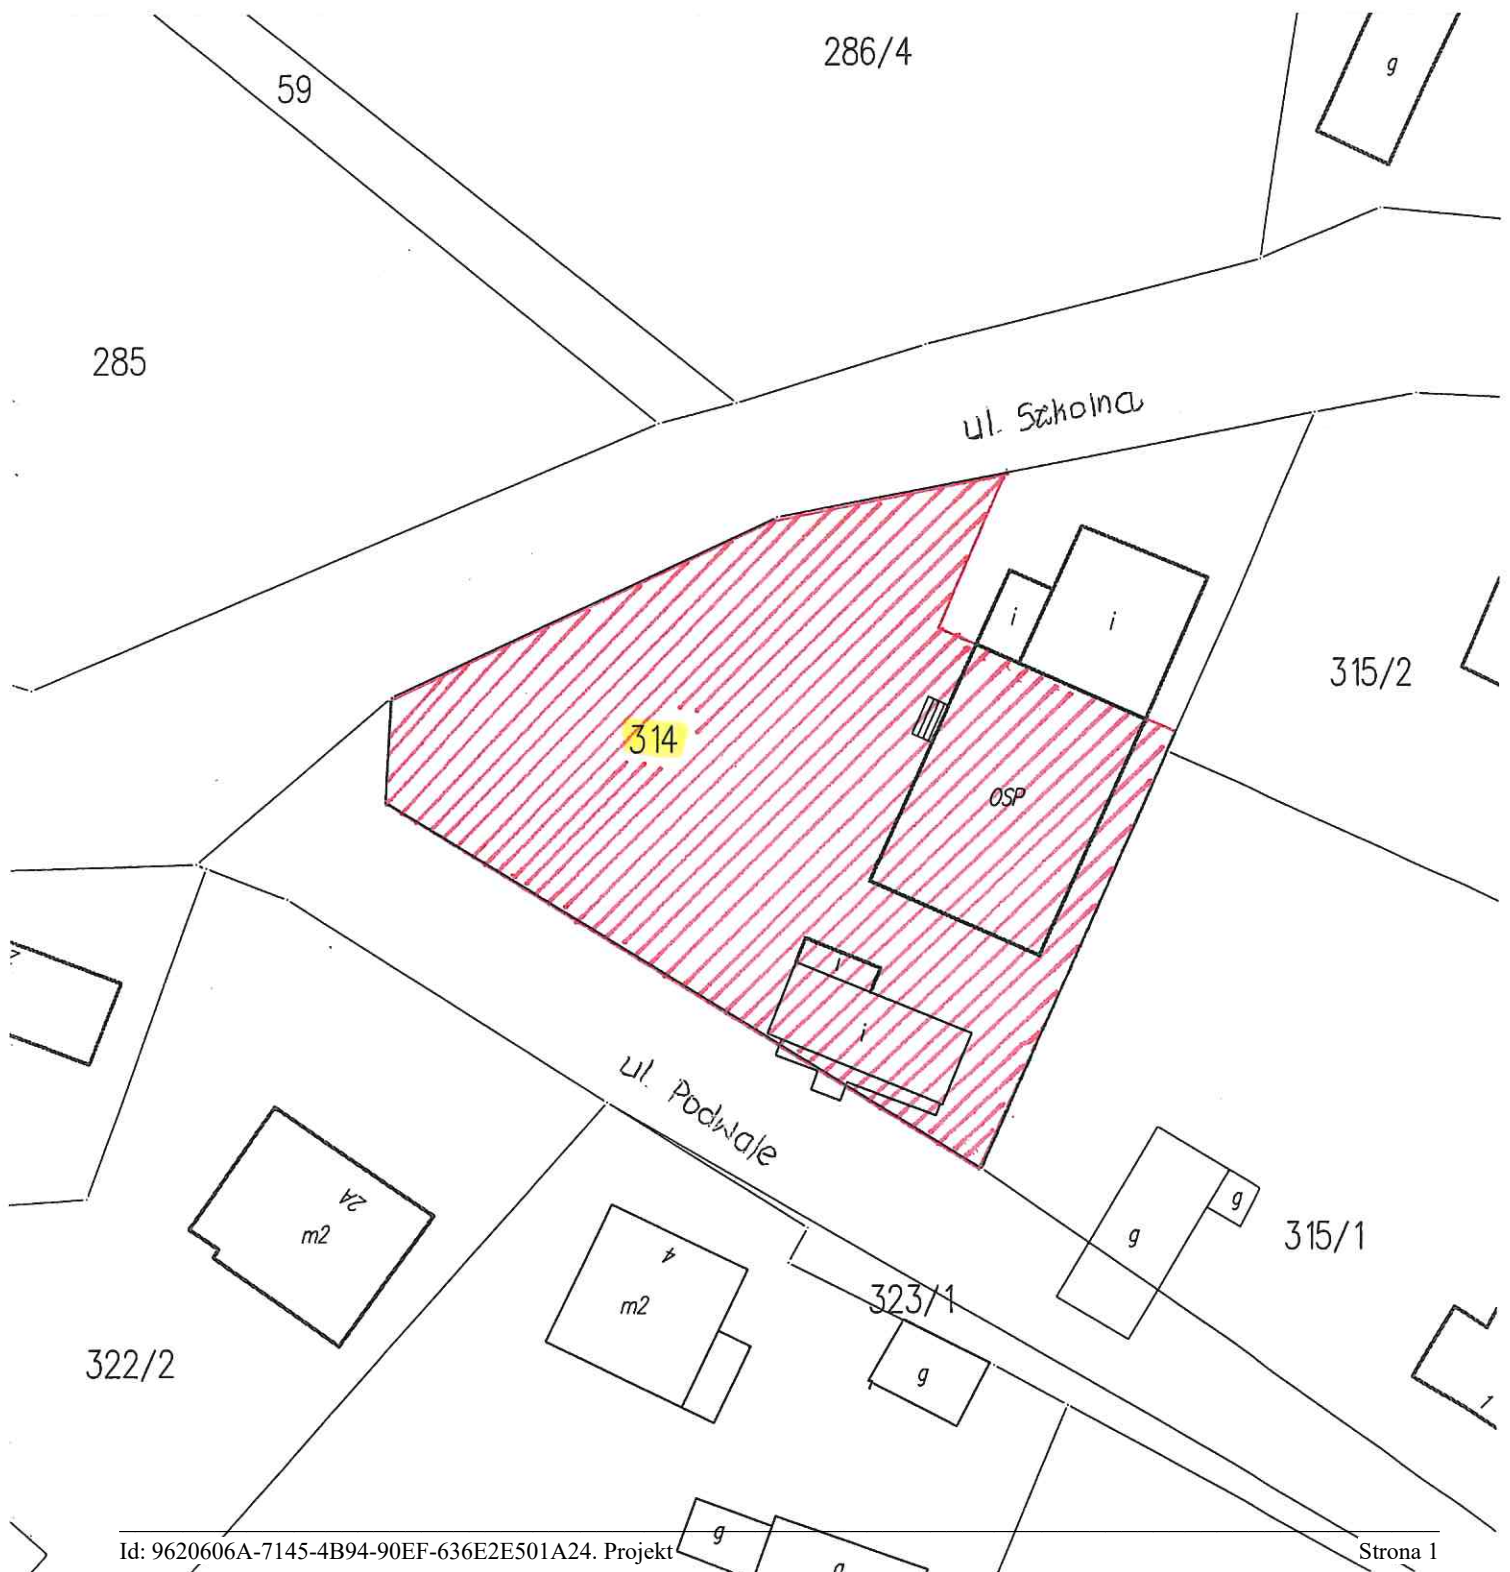 286/4
g
59
285
ul. Szkolna
i
i
315/2
314
OSP
i
ul. Podwale
2A
m2
g
g
315/1
4
m2
323/1
322/2
g
1
g
g
Id: 9620606A-7145-4B94-90EF-636E2E501A24. Projekt
Strona 1